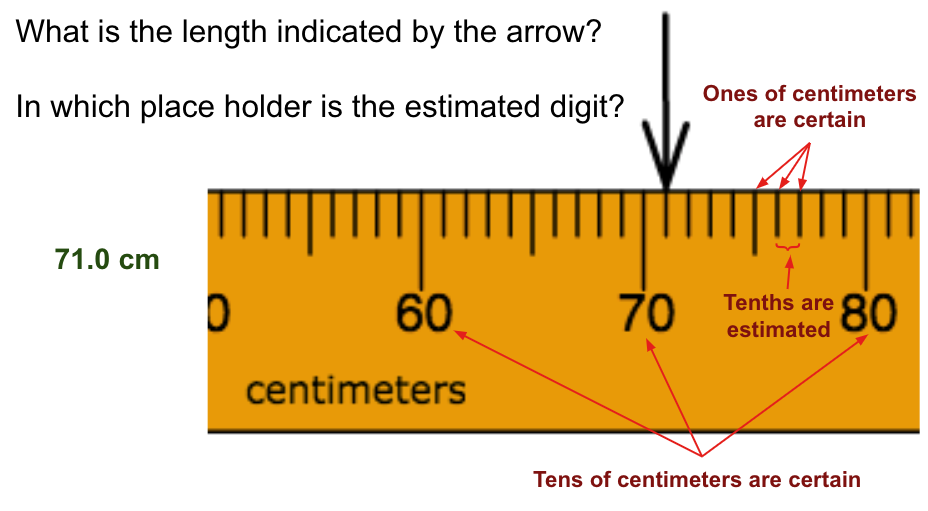 What is the length indicated by the arrow?
In which place holder is the estimated digit?
Ones of centimeters
are certain
71.0 cm
0
60
70
80
Tenths are
estimated
centimeters
Tens of centimeters are certain